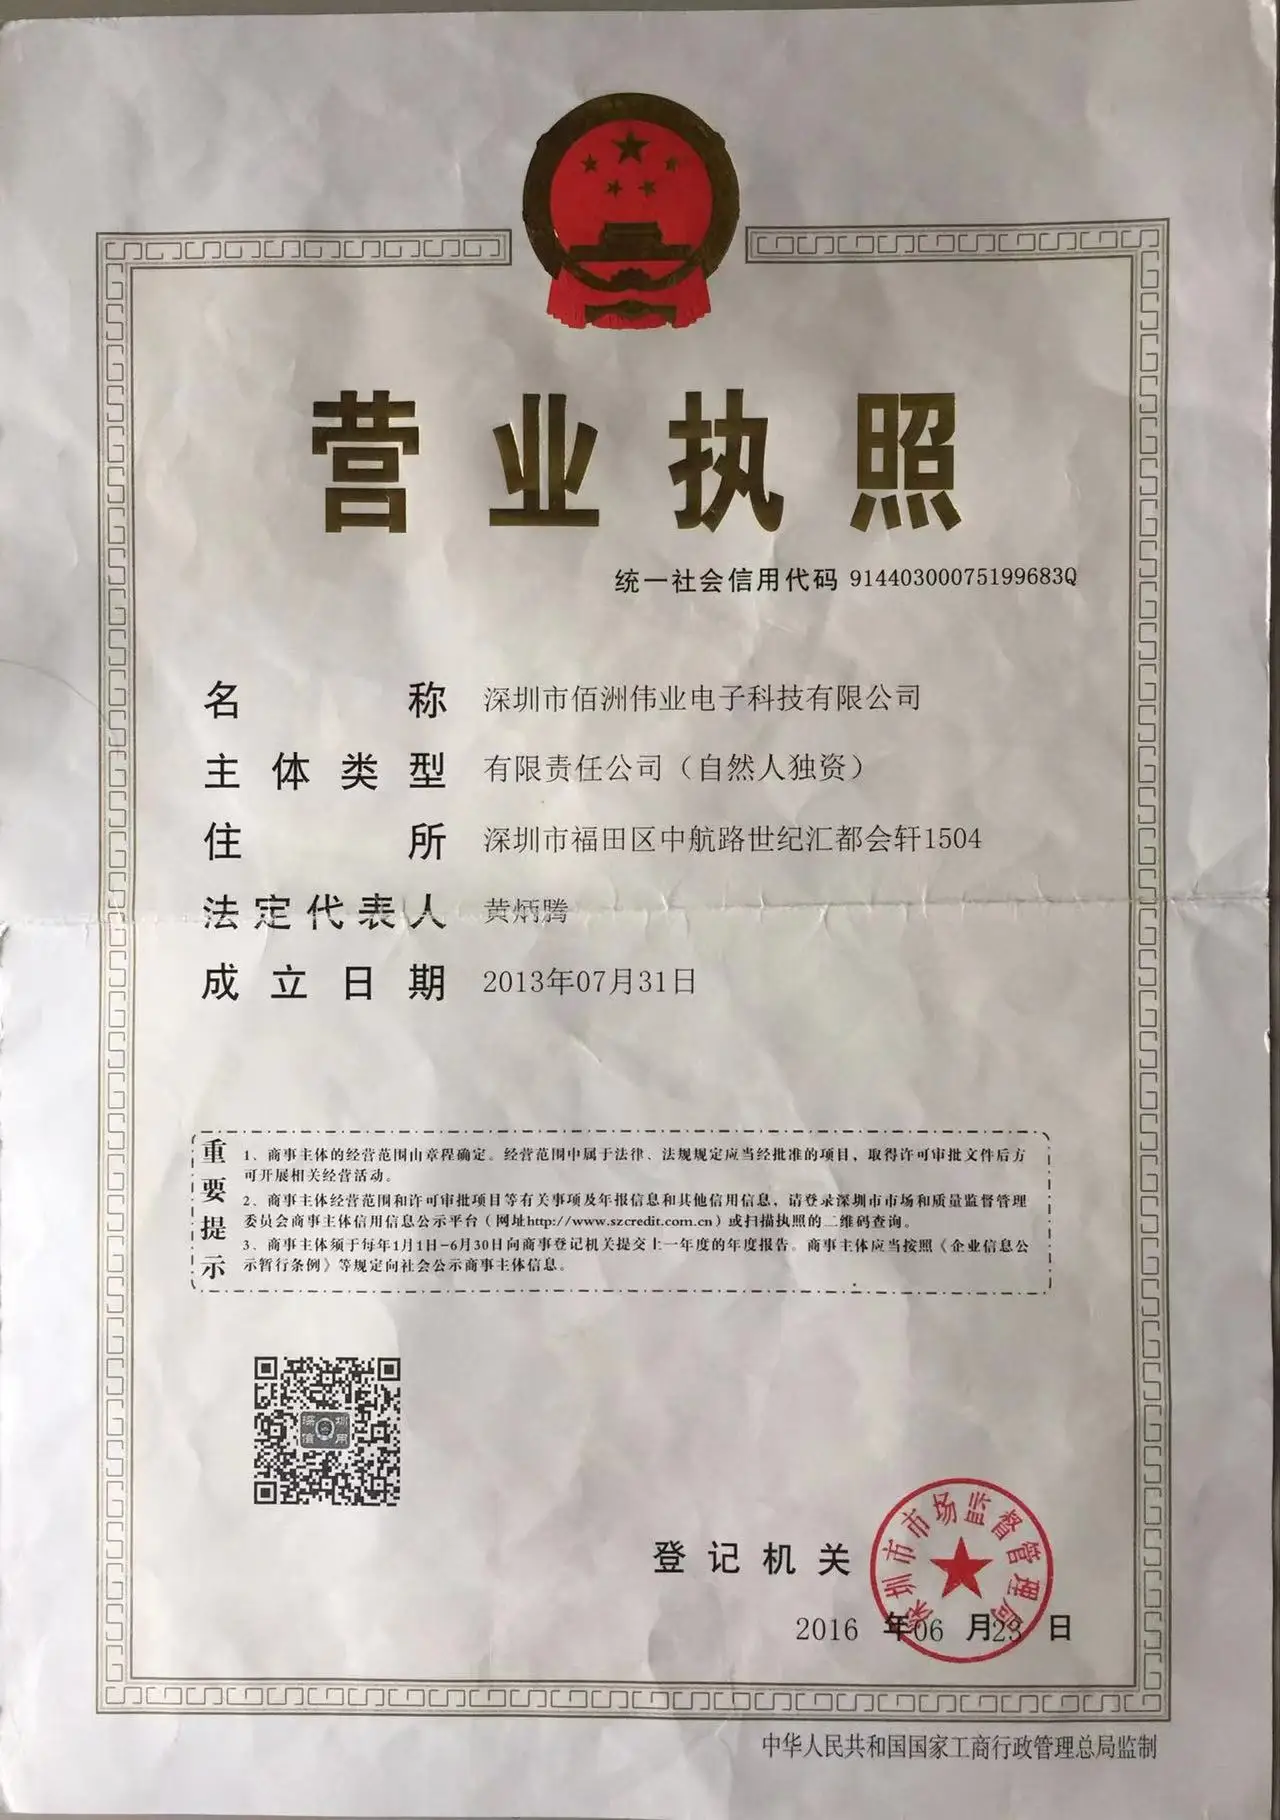 营业执照
统一社会信用代码 91440300075199683Q
名称 深圳市佰洲伟业电子科技有限公司
主体类型 有限责任公司（自然人独资）
住所 深圳市福田区中航路世纪汇都会轩1504
法定代表人 黄炳腾
成立日期 2013年07月31日
重要提示
1、商事主体的经营范围由章程确定。经营范围中属于法律、法规规定应当经批准的项目，取得许可审批文件后方
可开展相关经营活动。
2、商事主体经营范围和许可审批项目等有关事项及年报信息和其他信用信息，请登录深圳市市场和质量监督管理
委员会商事主体信用信息公示平台（网址http://www.szcredit.com.cn）或扫描执照的二维码查询。
3、商事主体须于每年1月1日-6月30日向商事登记机关提交上一年度的年度报告。商事主体应当按照《企业信息公
示暂行条例》等规定向社会公示商事主体信息。
深圳
信用
登记机关
深圳市市场监督管理局
2016 年06 月23 日
中华人民共和国国家工商行政管理总局监制